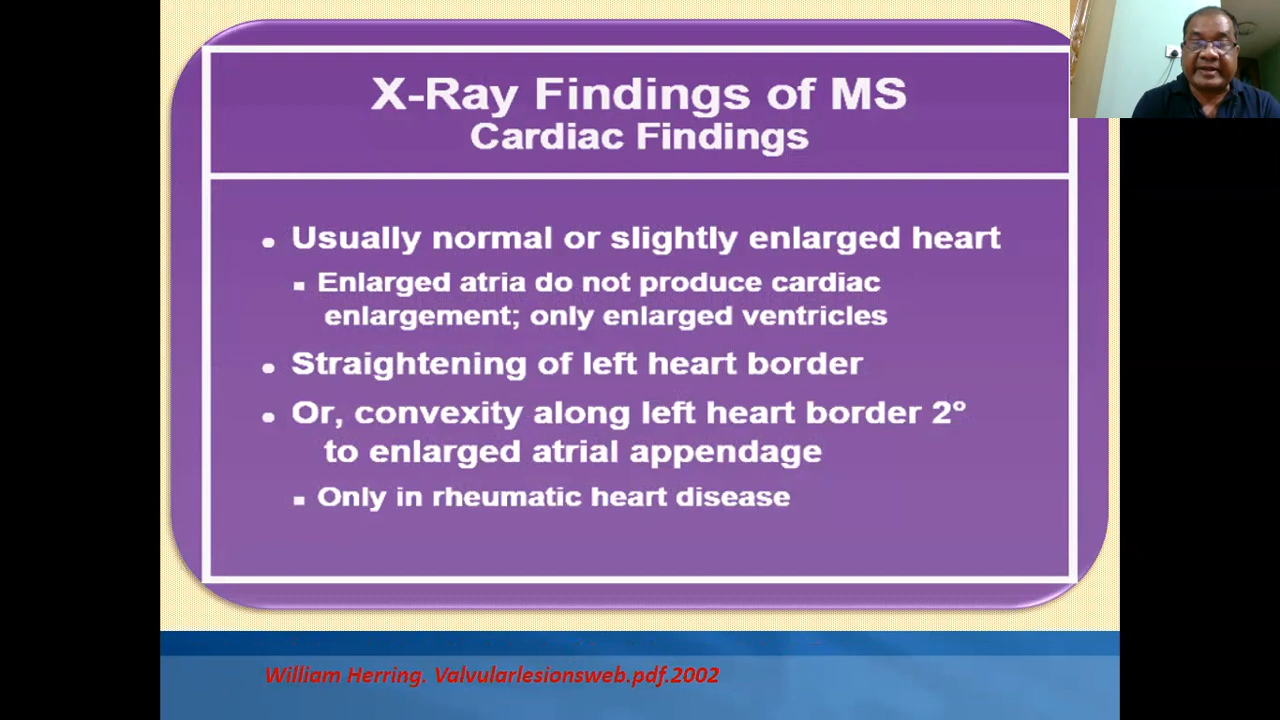 X-Ray Findings of MS
Cardiac Findings
• Usually normal or slightly enlarged heart
▪ Enlarged atria do not produce cardiac
enlargement; only enlarged ventricles
• Straightening of left heart border
• Or, convexity along left heart border 2°
to enlarged atrial appendage
▪ Only in rheumatic heart disease
William Herring. Valvularlesionsweb.pdf.2002